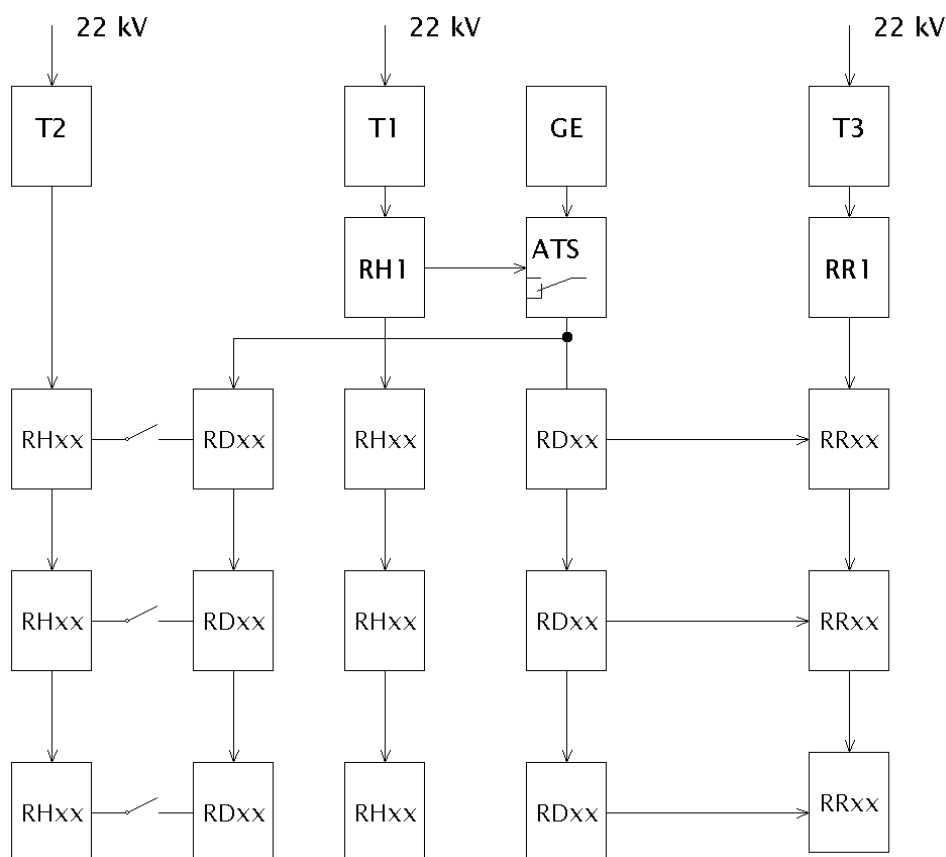 22 kV 22 kV 22 kV
T2 T1 GE T3
RH1 ATS RR1
RHxx RDxx RHxx RDxx RRxx
RHxx RDxx RHxx RDxx RRxx
RHxx RDxx RHxx RDxx RRxx